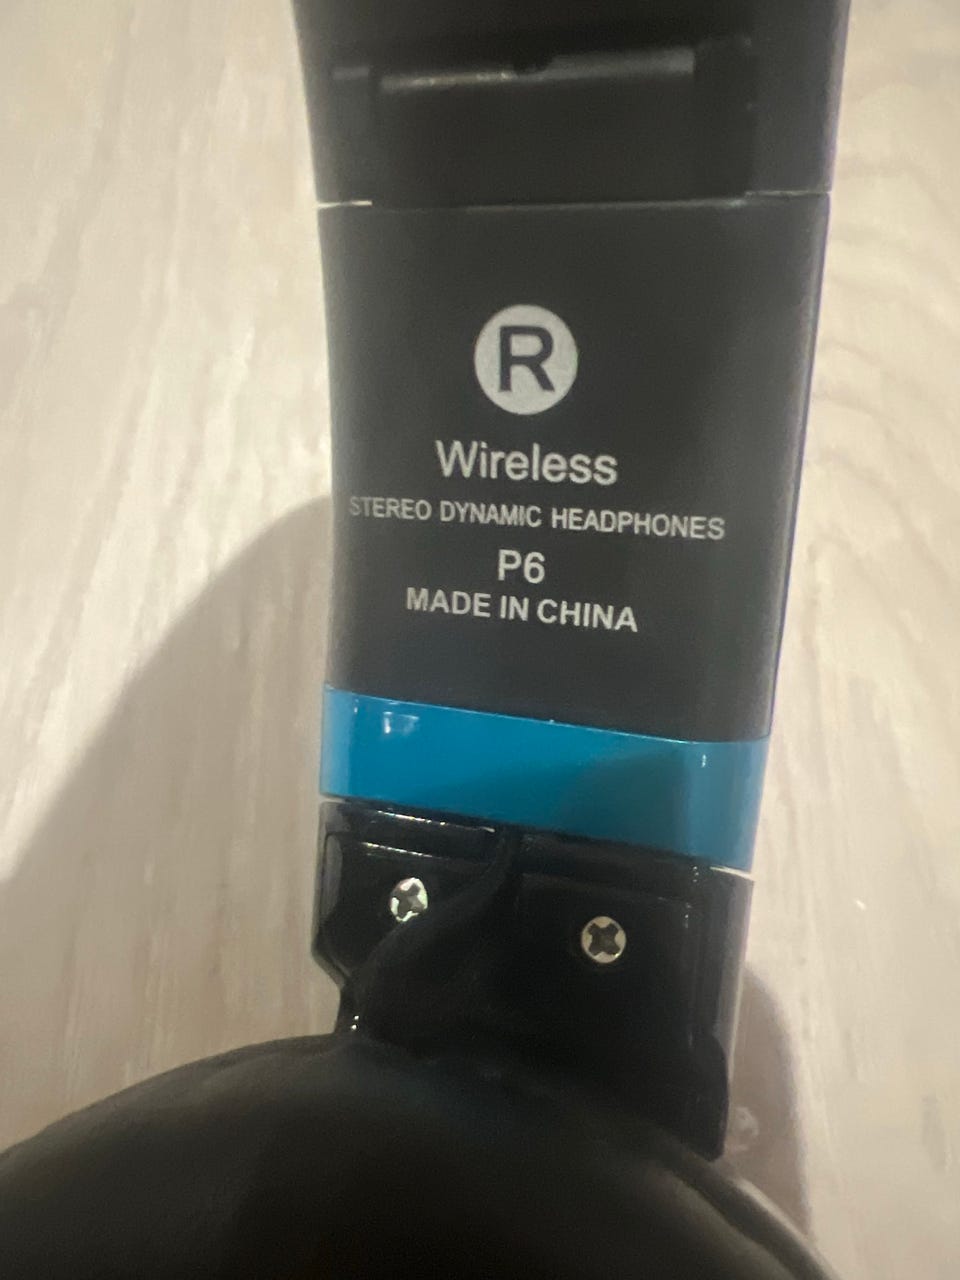 R
Wireless
STEREO DYNAMIC HEADPHONES
P6
MADE IN CHINA